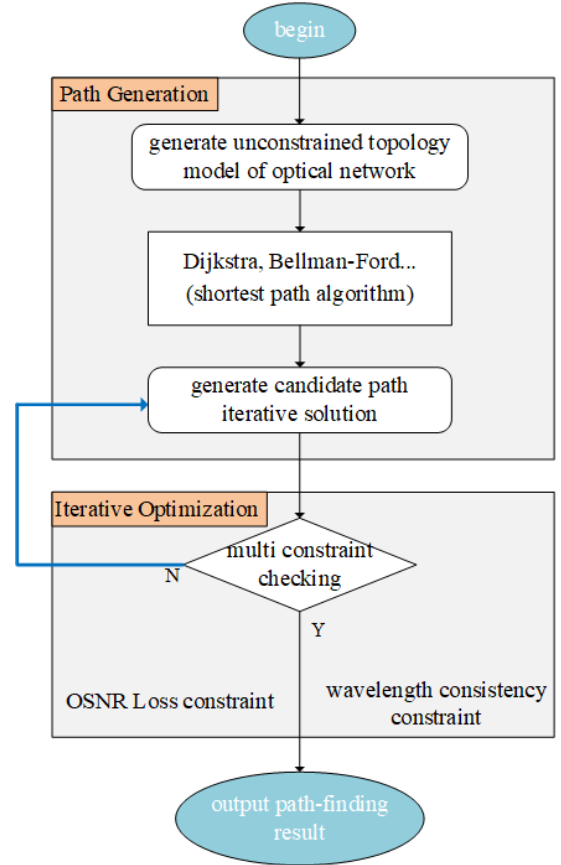 begin
Path Generation
generate unconstrained topology
model of optical network
Dijkstra, Bellman-Ford...
(shortest path algorithm)
generate candidate path
iterative solution
Iterative Optimization
multi constraint
checking
N
Y
OSNR Loss constraint
wavelength consistency
constraint
output path-finding
result